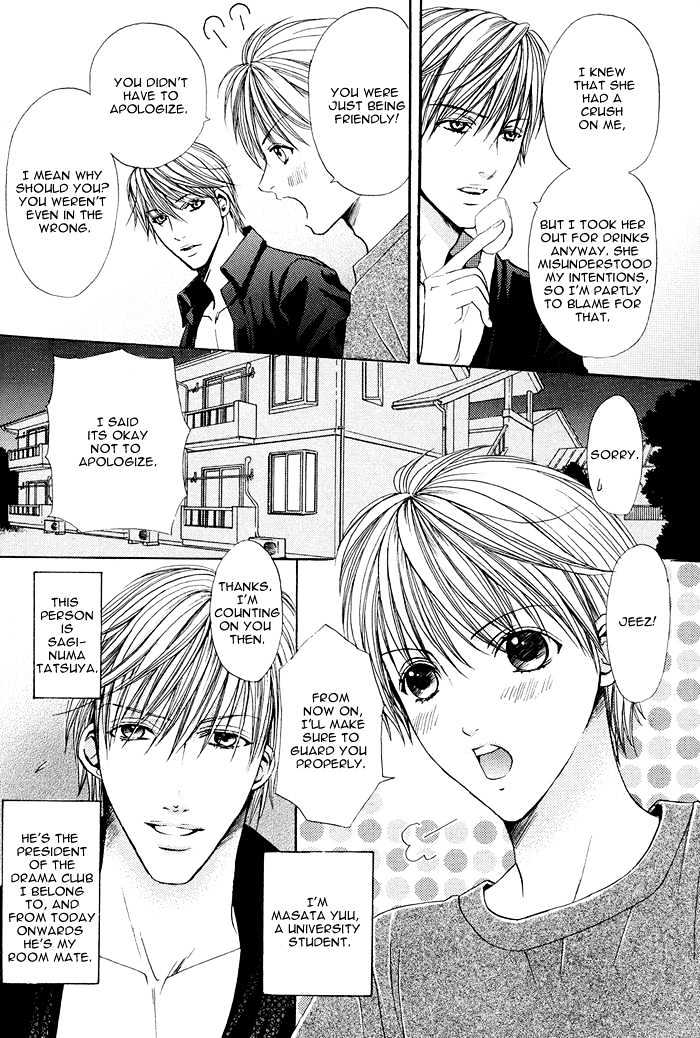 I KNEW
THAT SHE
HAD A
CRUSH
ON ME,
BUT I TOOK HER
OUT FOR DRINKS
ANYWAY. SHE
MISUNDERSTOOD
MY INTENTIONS,
SO I'M PARTLY
TO BLAME FOR
THAT.
??
YOU WERE
JUST BEING
FRIENDLY!
YOU DIDN'T
HAVE TO
APOLOGIZE.
I MEAN WHY
SHOULD YOU?
YOU WEREN'T
EVEN IN THE
WRONG.
SORRY.
I SAID
ITS OKAY
NOT TO
APOLOGIZE.
JEEZ!
FROM
NOW ON,
I'LL MAKE
SURE TO
GUARD YOU
PROPERLY.
THANKS.
I'M
COUNTING
ON YOU
THEN.
THIS
PERSON
IS
SAGI-
NUMA
TATSUYA.
HE'S THE
PRESIDENT
OF THE
DRAMA CLUB
I BELONG
TO, AND
FROM TODAY
ONWARDS
HE'S MY
ROOM MATE.
I'M
MASATA YUU,
A UNIVERSITY
STUDENT.